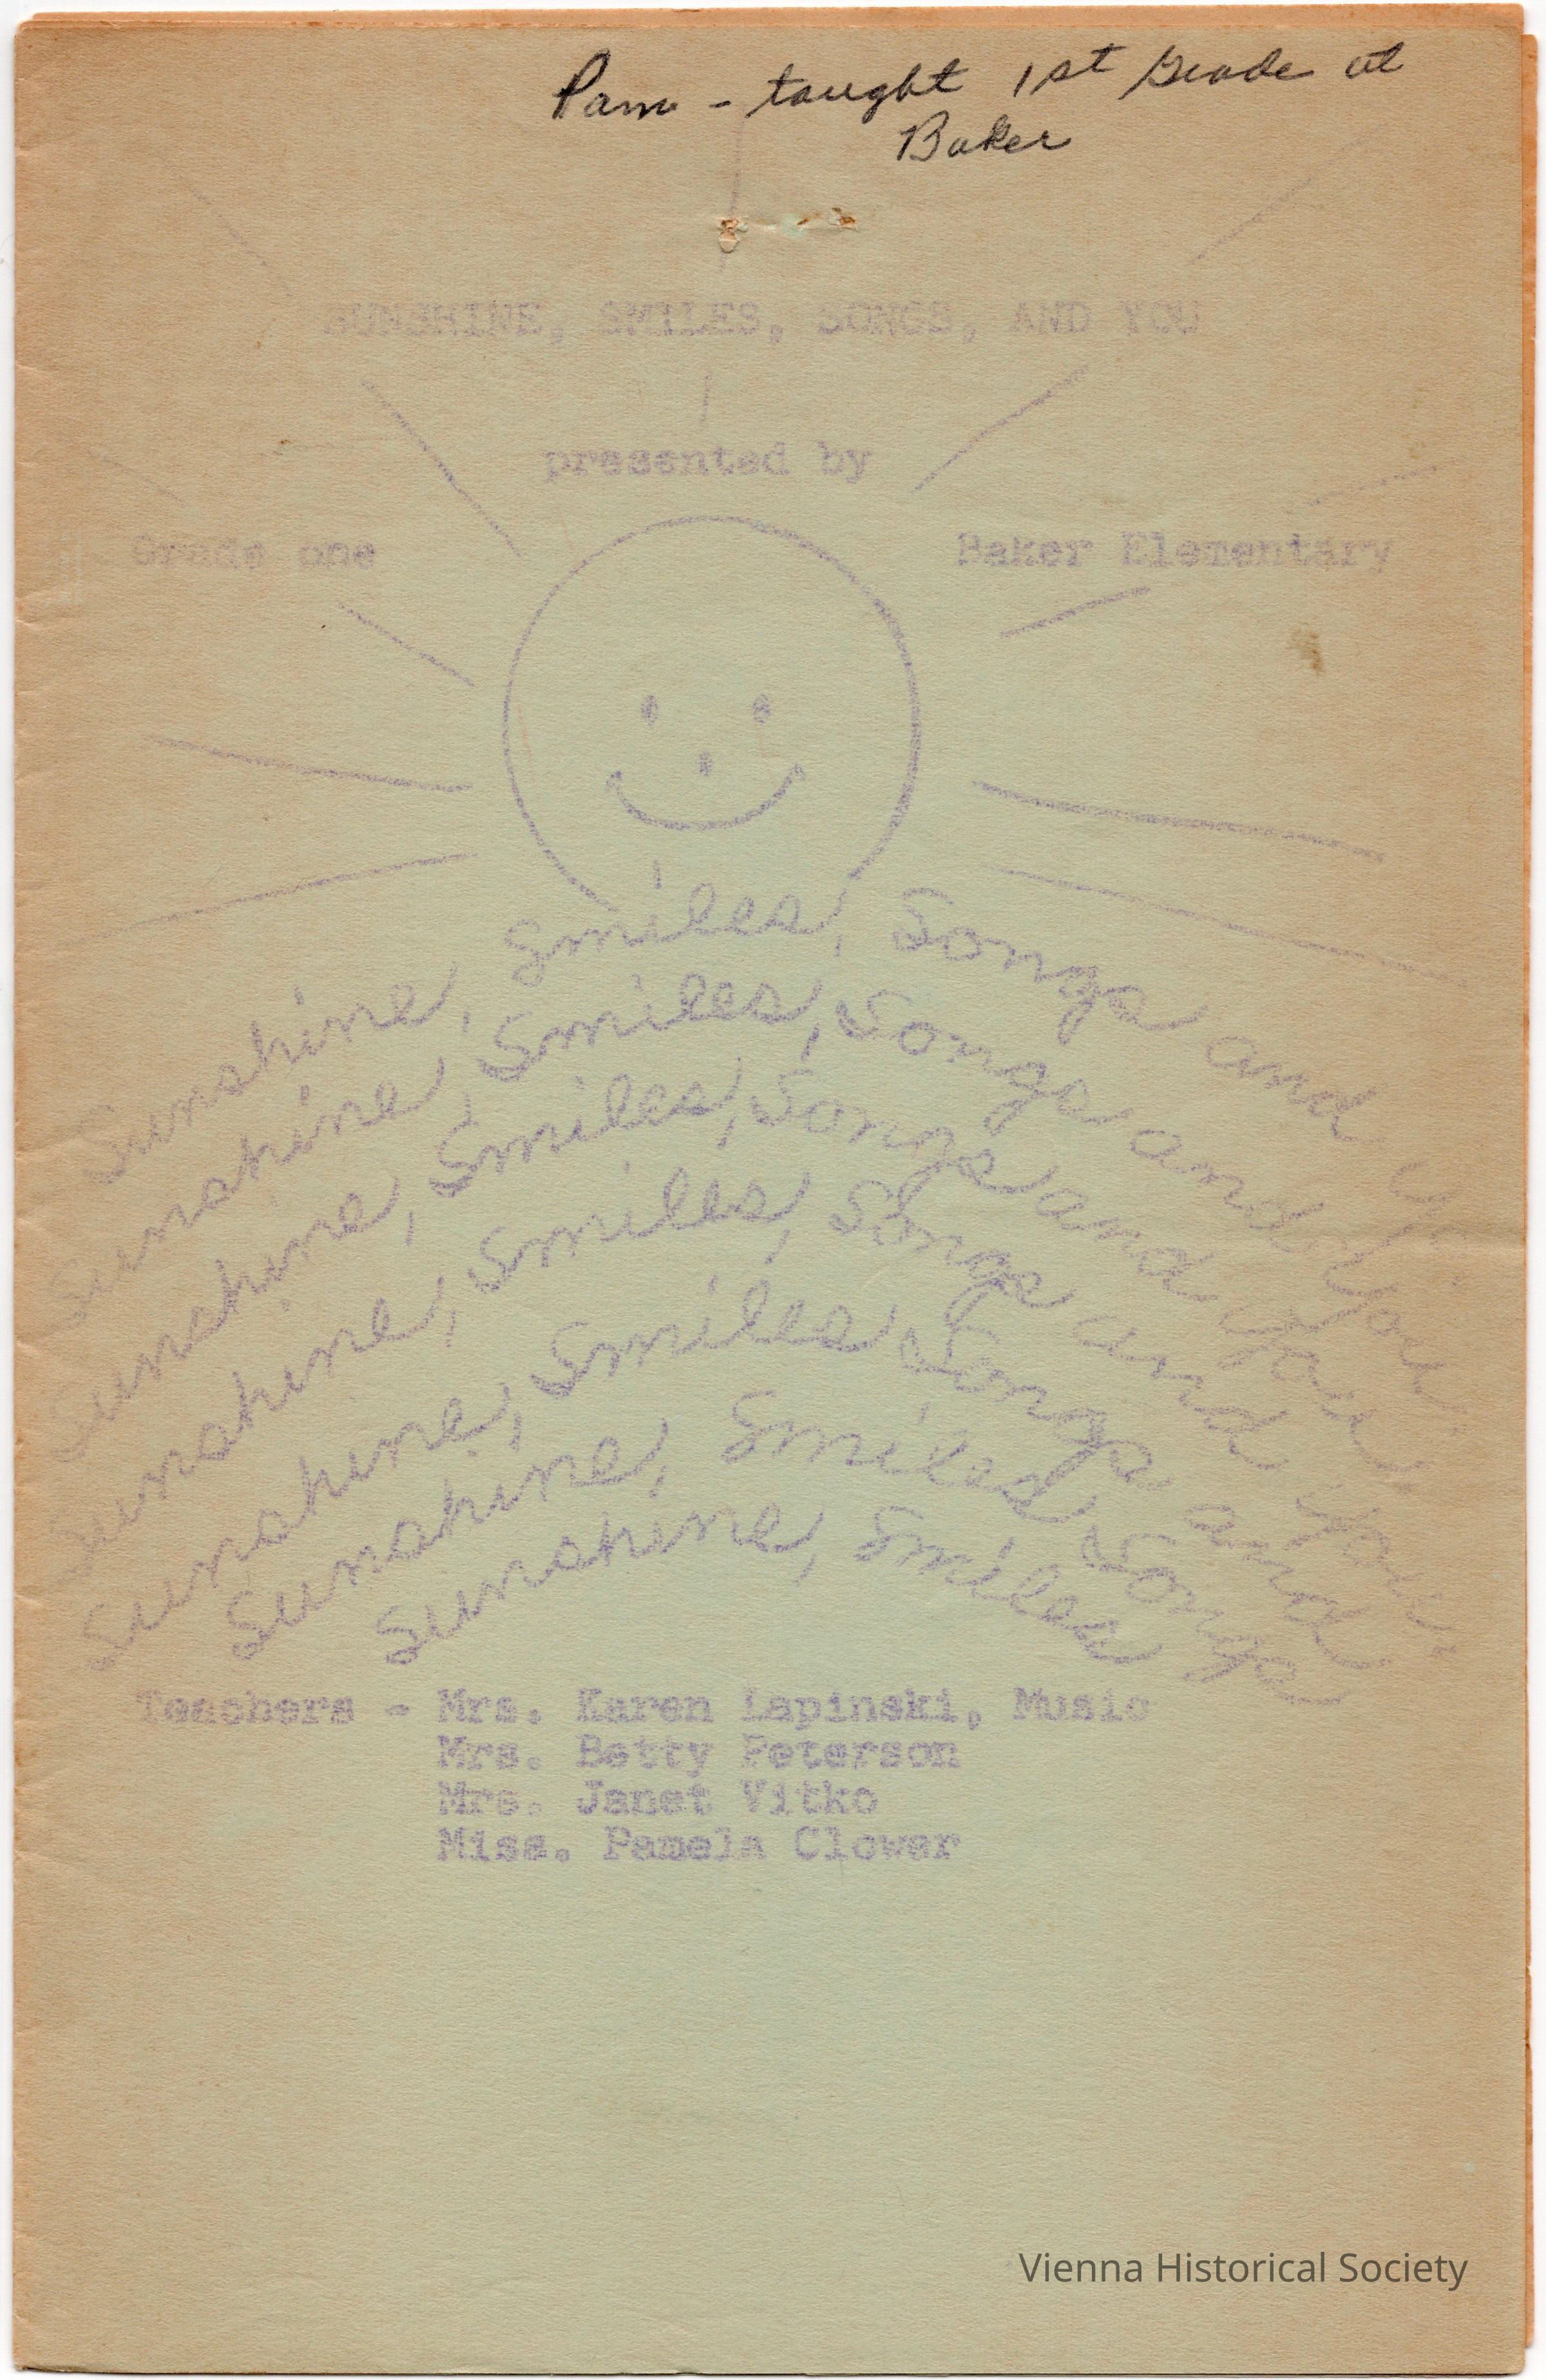 Pam - taught 1st Grade at
Baker
SUNSHINE, SMILES, SONGS, AND YOU
presented by
Grade one
Baker Elementary
Sunshine, Smiles, Songs and you
Sunshine, Smiles, Songs and You
Sunshine, Smiles, Songs and You
Sunshine, Smiles, Songs and You
Sunshine, Smiles Songs and
Sunshine, Smiles Songs
Sunshine, Smiles
Teachers - Mrs. Karen Lapinski, Music
Mrs. Betty Peterson
Mrs. Janet Vitko
Miss. Pamela Clower
Vienna Historical Society